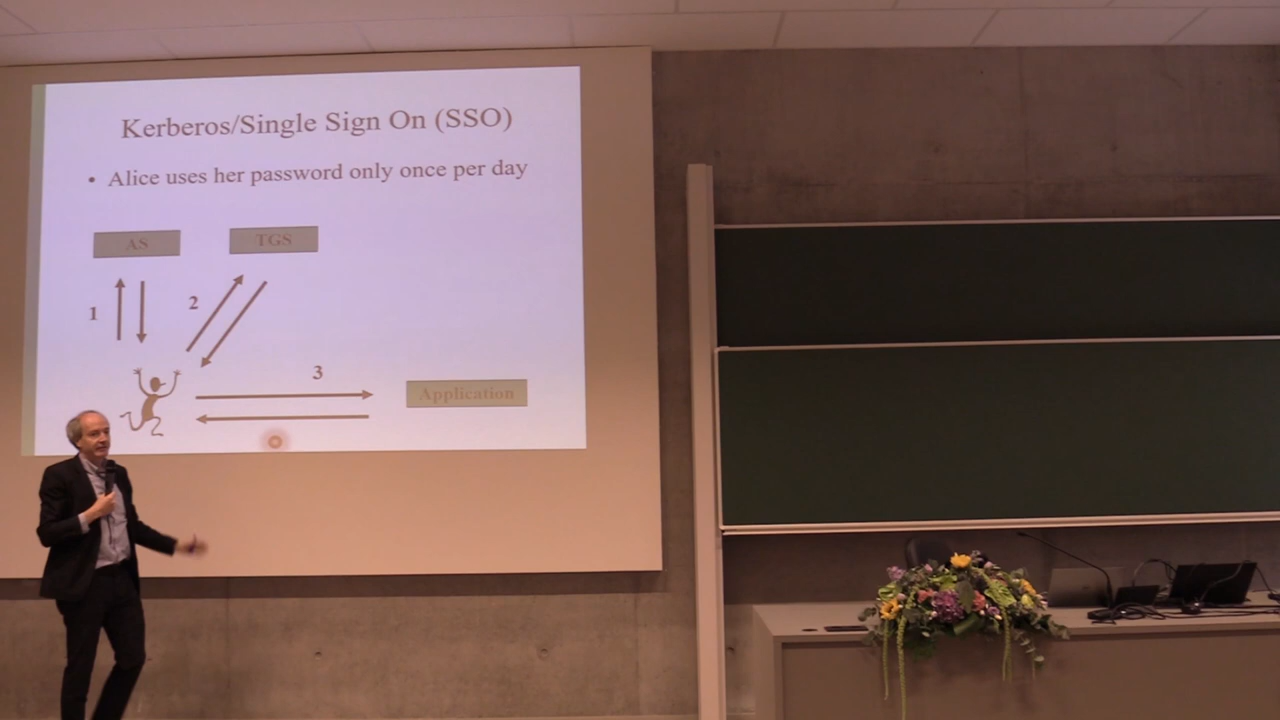 Kerberos/Single Sign On (SSO)
• Alice uses her password only once per day
AS
TGS
1
2
3
Application